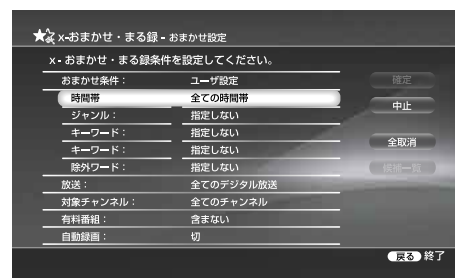 x-おまかせ・まる録 - おまかせ設定
x- おまかせ・まる録条件を設定してください。
おまかせ条件： ユーザ設定
時間帯 全ての時間帯
ジャンル： 指定しない
キーワード： 指定しない
キーワード： 指定しない
除外ワード： 指定しない
放送： 全てのデジタル放送
対象チャンネル： 全てのチャンネル
有料番組： 含まない
自動録画： 切
確定
中止
全取消
候補一覧
戻る 終了